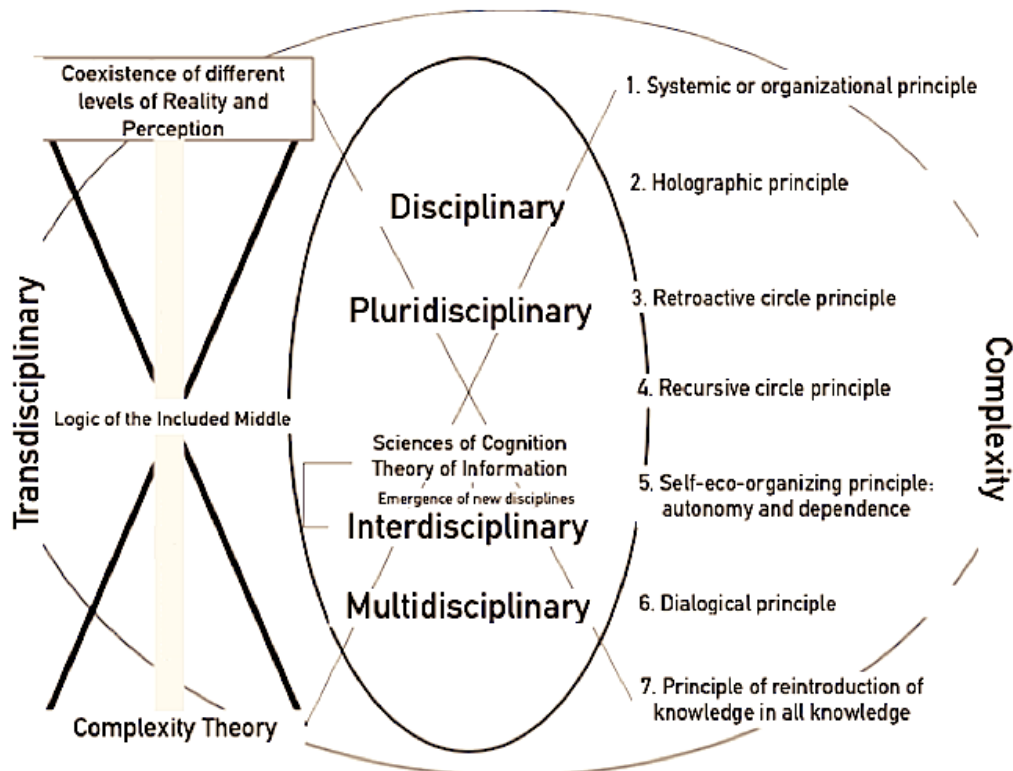 Coexistence of different
levels of Reality and
Perception
Transdisciplinary
Logic of the Included Middle
Complexity Theory
Disciplinary
Pluridisciplinary
Sciences of Cognition
Theory of Information
Emergence of new disciplines
Interdisciplinary
Multidisciplinary
1. Systemic or organizational principle
2. Holographic principle
3. Retroactive circle principle
4. Recursive circle principle
5. Self-eco-organizing principle:
autonomy and dependence
6. Dialogical principle
7. Principle of reintroduction of
knowledge in all knowledge
Complexity